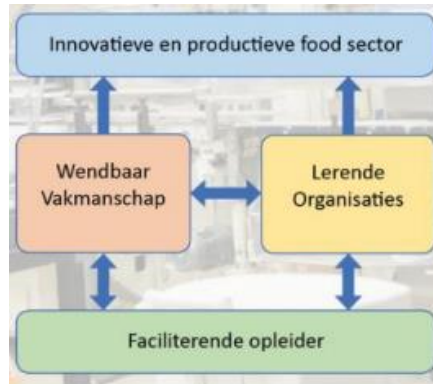 Innovatieve en productieve food sector
Wendbaar
Vakmanschap
Lerende
Organisaties
Faciliterende opleider